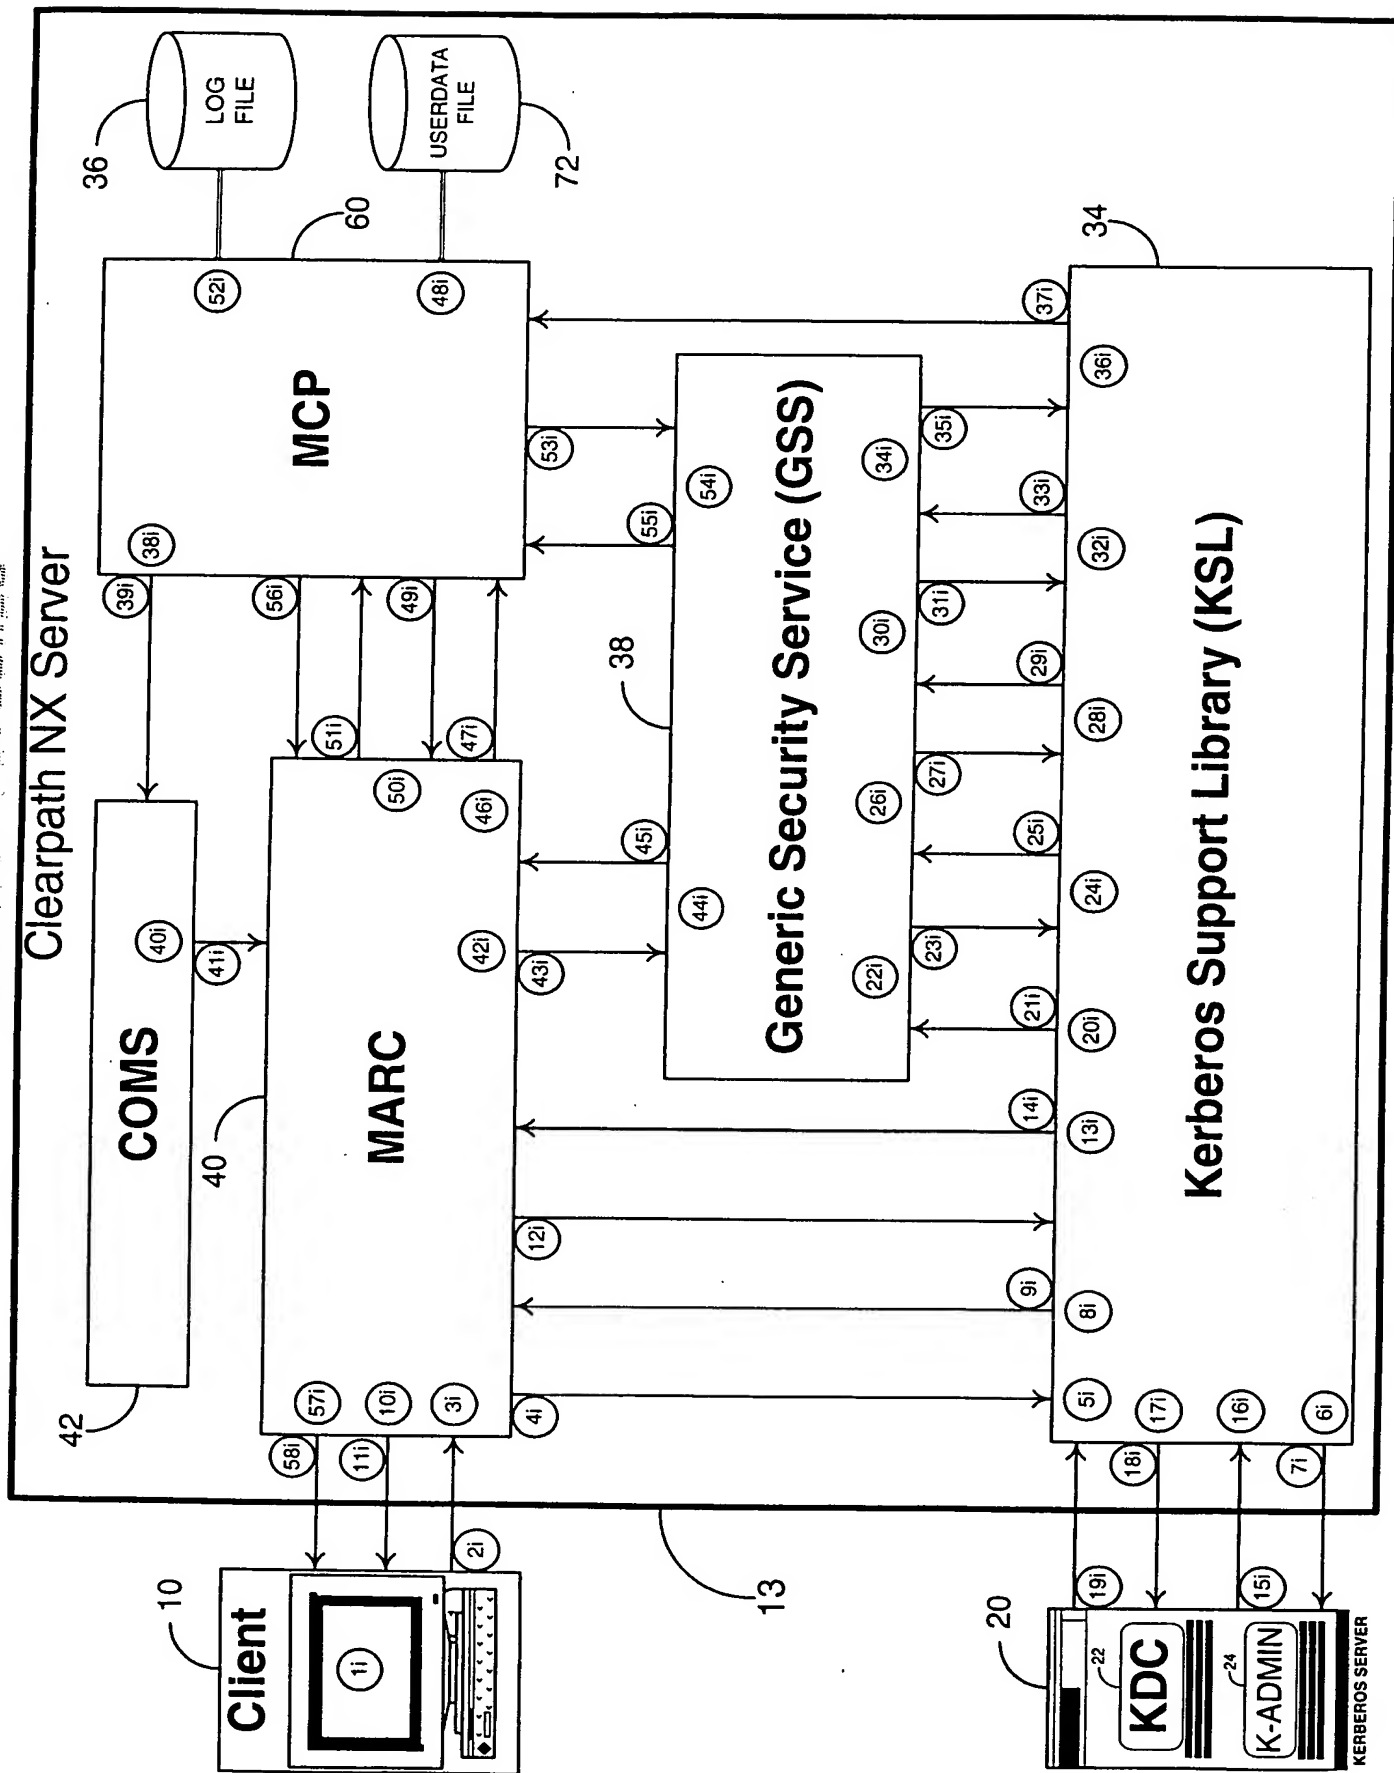 Clearpath NX Server
36
LOG
FILE
72
USERDATA
FILE
60
52i
48i
MCP
38i
39i
56i
51i
49i
47i
53i
55i
37i
42
COMS
40i
41i
40
MARC
50i
46i
42i
43i
45i
57i
10i
3i
58i
11i
2i
4i
9i
12i
14i
38
Generic Security Service (GSS)
54i
44i
34i
30i
26i
22i
35i
33i
31i
29i
27i
25i
23i
21i
34
Kerberos Support Library (KSL)
36i
32i
28i
24i
20i
13i
8i
5i
17i
16i
6i
18i
7i
10
Client
1i
13
20
19i
15i
22
KDC
24
K-ADMIN
KERBEROS SERVER